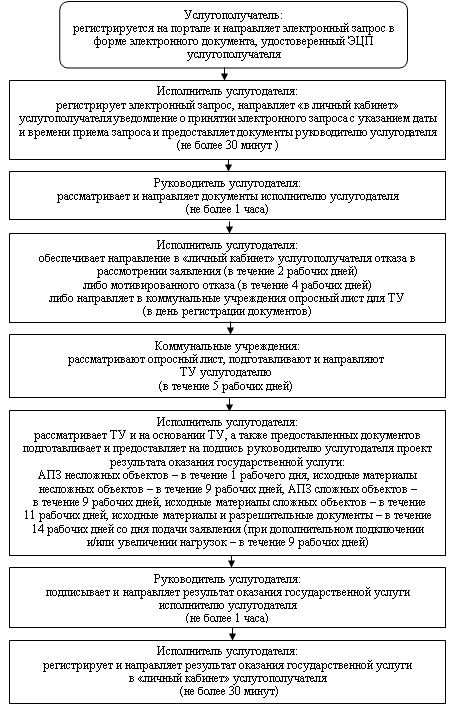 Услугополучатель:
регистрируется на портале и направляет электронный запрос в
форме электронного документа, удостоверенный ЭЦП
услугополучателя
Исполнитель услугодателя:
регистрирует электронный запрос, направляет «в личный кабинет»
услугополучателя уведомление о принятии электронного запроса с указанием даты
и времени приема запроса и предоставляет документы руководителю услугодателя
(не более 30 минут )
Руководитель услугодателя:
рассматривает и направляет документы исполнителю услугодателя
(не более 1 часа)
Исполнитель услугодателя:
обеспечивает направление в «личный кабинет» услугополучателя отказа в
рассмотрении заявления (в течение 2 рабочих дней)
либо мотивированного отказа (в течение 4 рабочих дней)
либо направляет в коммунальные учреждения опросный лист для ТУ
(в день регистрации документов)
Коммунальные учреждения:
рассматривают опросный лист, подготавливают и направляют
ТУ услугодателю
(в течение 5 рабочих дней)
Исполнитель услугодателя:
рассматривает ТУ и на основании ТУ, а также предоставленных документов
подготавливает и предоставляет на подпись руководителю услугодателя проект
результата оказания государственной услуги:
АПЗ несложных объектов – в течение 1 рабочего дня, исходные материалы
несложных объектов – в течение 9 рабочих дней, АПЗ сложных объектов –
в течение 9 рабочих дней, исходные материалы сложных объектов – в течение
11 рабочих дней, исходные материалы и разрешительные документы – в течение
14 рабочих дней со дня подачи заявления (при дополнительном подключении
и/или увеличении нагрузок – в течение 9 рабочих дней)
Руководитель услугодателя:
подписывает и направляет результат оказания государственной услуги
исполнителю услугодателя
(не более 1 часа)
Исполнитель услугодателя:
регистрирует и направляет результат оказания государственной услуги
в «личный кабинет» услугополучателя
(не более 30 минут)